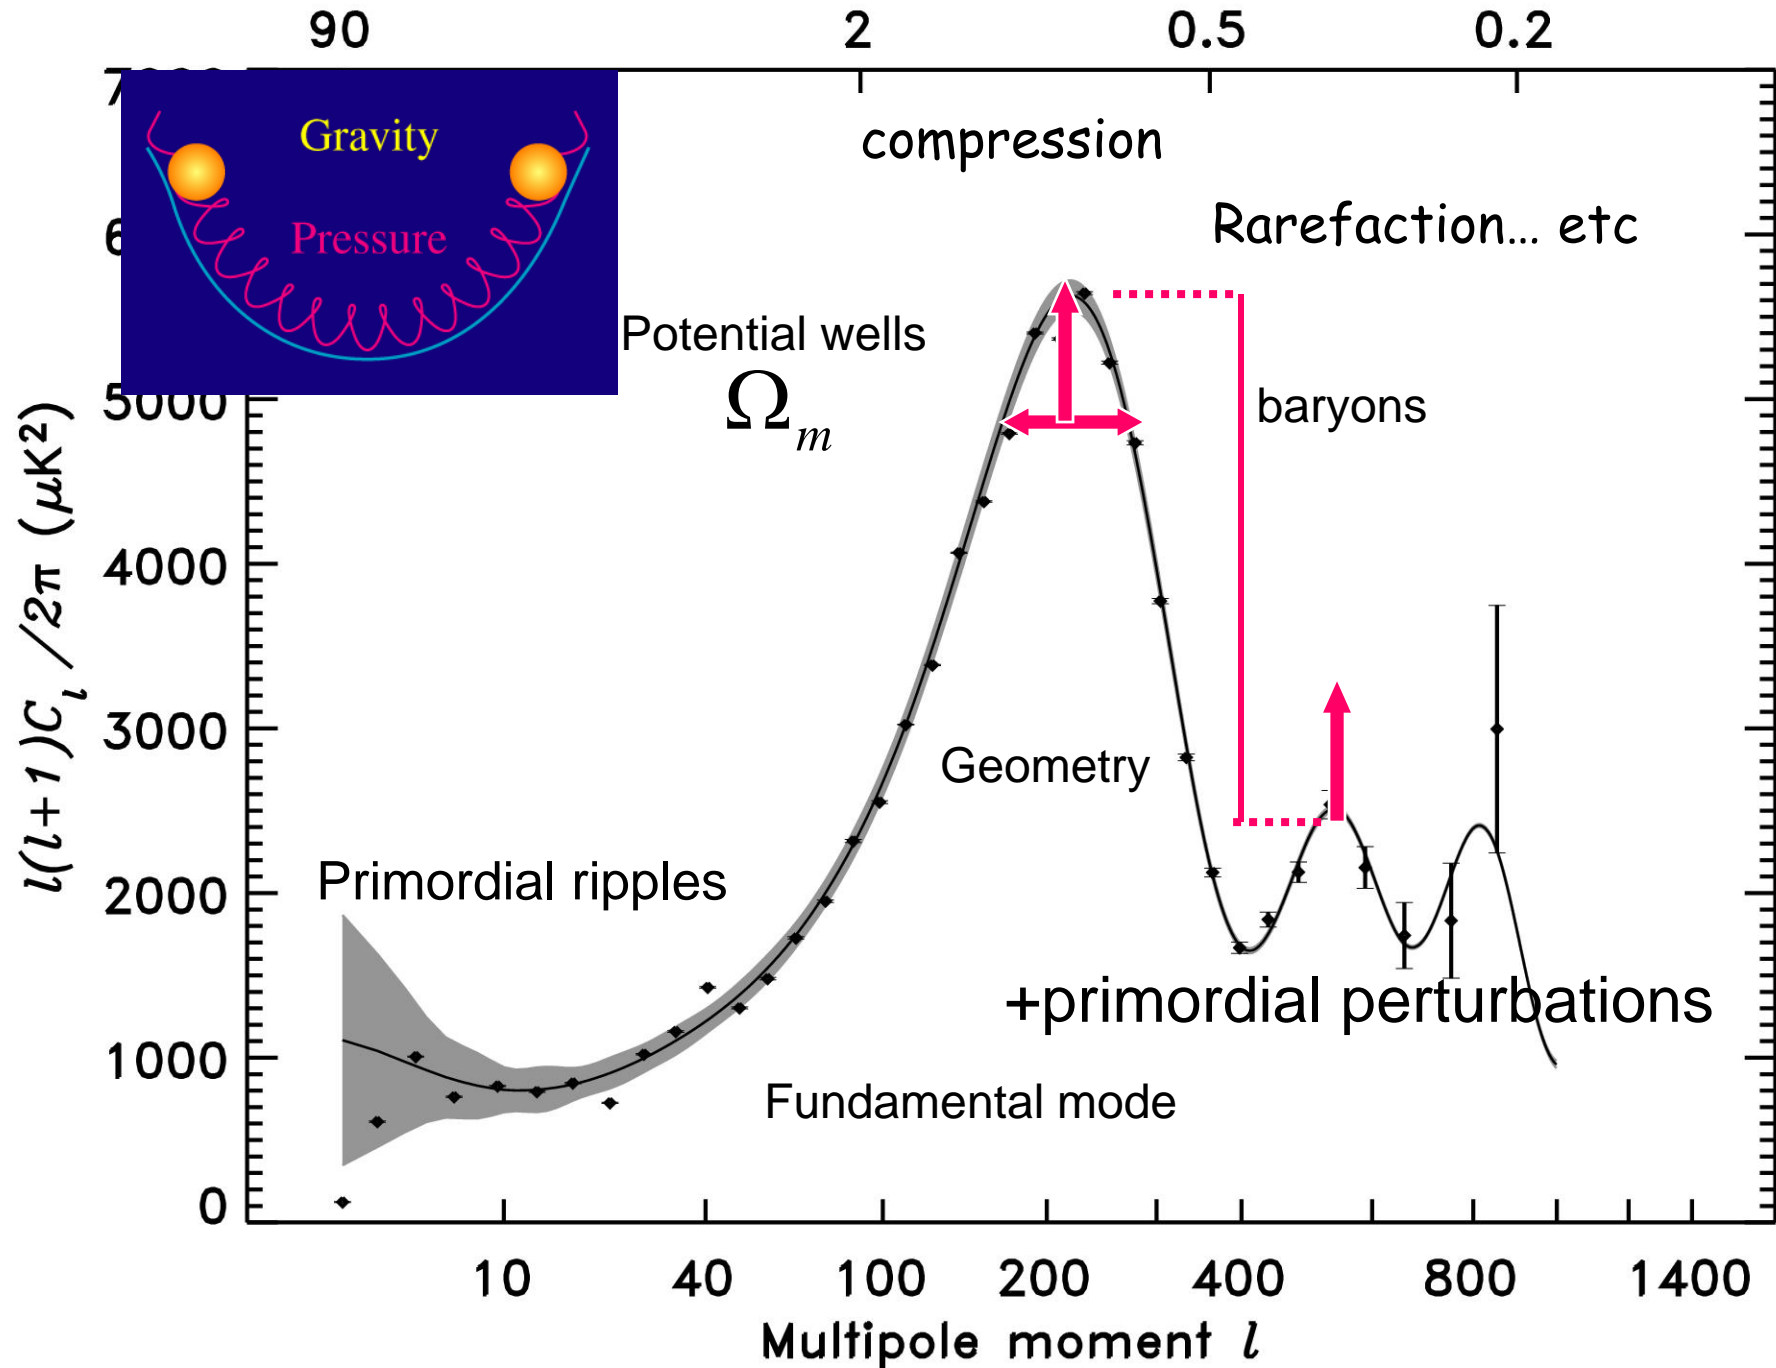 90 2 0.5 0.2
Gravity
Pressure
compression
Rarefaction... etc
Potential wells
Ωm
baryons
Geometry
Primordial ripples
+primordial perturbations
Fundamental mode
l(l+1)Cl/2π (μK²)
5000
4000
3000
2000
1000
0
10 40 100 200 400 800 1400
Multipole moment l